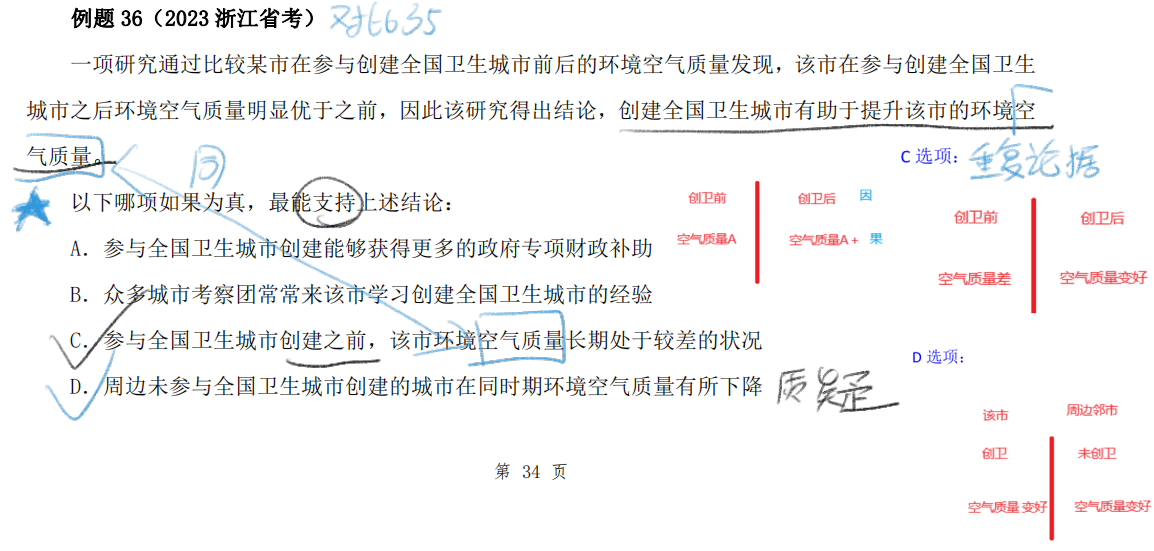 例题 36（2023 浙江省考） 对比635
一项研究通过比较某市在参与创建全国卫生城市前后的环境空气质量发现，该市在参与创建全国卫生
城市之后环境空气质量明显优于之前，因此该研究得出结论，创建全国卫生城市有助于提升该市的环境空
气质量。
同
以下哪项如果为真，最能支持上述结论：
A．参与全国卫生城市创建能够获得更多的政府专项财政补助
B．众多城市考察团常常来该市学习创建全国卫生城市的经验
C．参与全国卫生城市创建之前，该市环境空气质量长期处于较差的状况
D．周边未参与全国卫生城市创建的城市在同时期环境空气质量有所下降
质疑
创卫前 创卫后 因
空气质量A 空气质量A + 果
C 选项： 重复论据
创卫前 创卫后
空气质量差 空气质量变好
D 选项：
该市 周边邻市
创卫 未创卫
空气质量 变好 空气质量变好
第 34 页